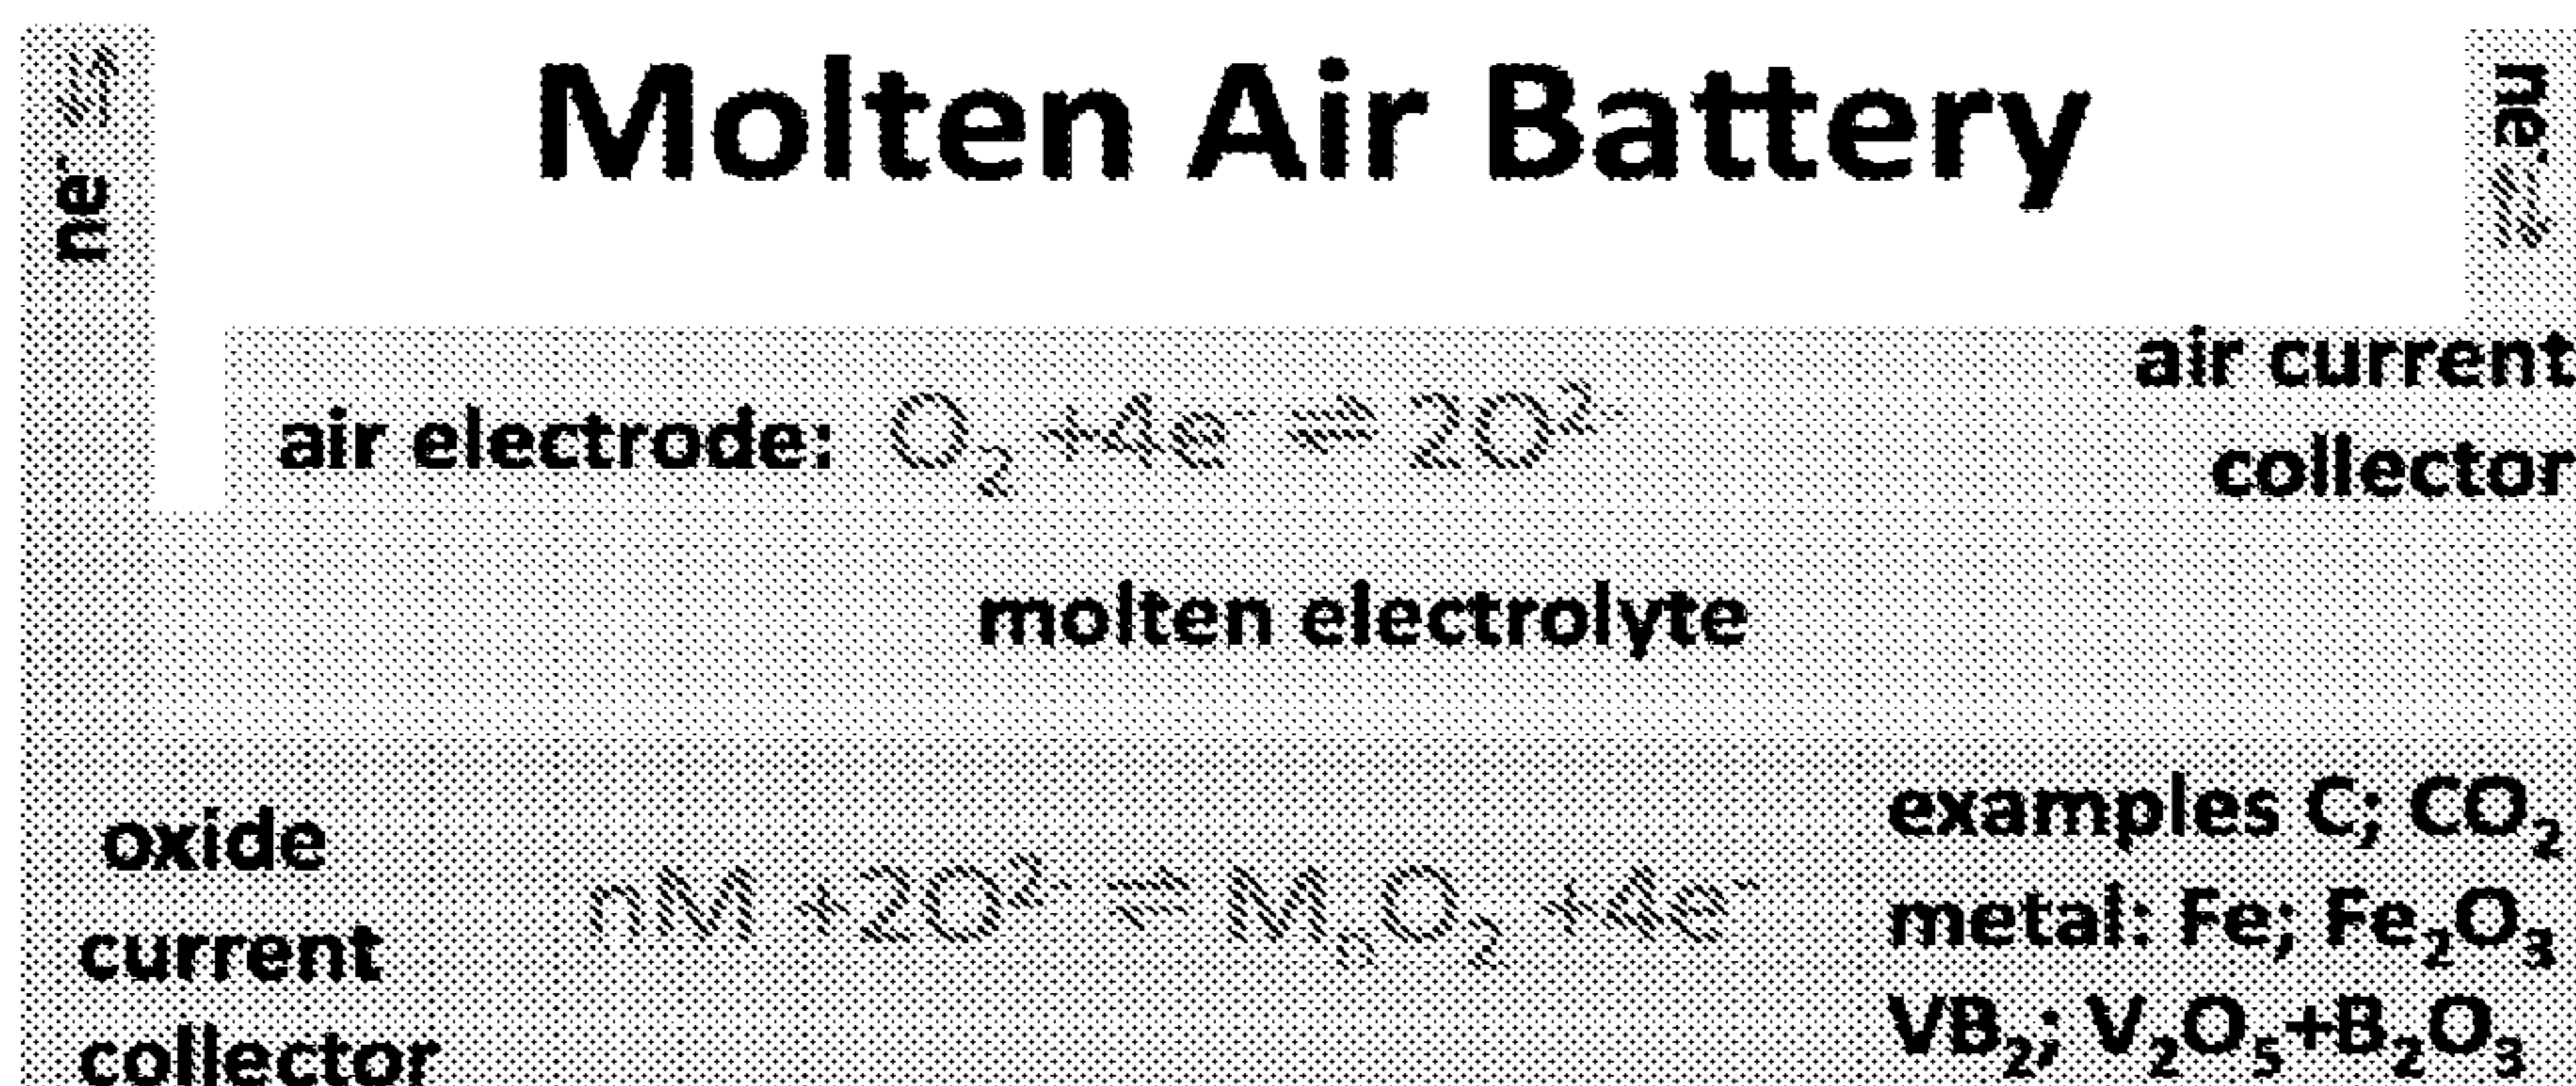 Molten Air Battery
ne⁻ ⇌
ne⁻ ⇌
air electrode: O₂ +4e⁻ ⇌ 2O²⁻
air current
collector
molten electrolyte
oxide
current
collector
nM +2O²⁻ ⇌ MₙO₂ +4e⁻
examples C; CO₂
metal: Fe; Fe₂O₃
VB₂; V₂O₅+B₂O₃